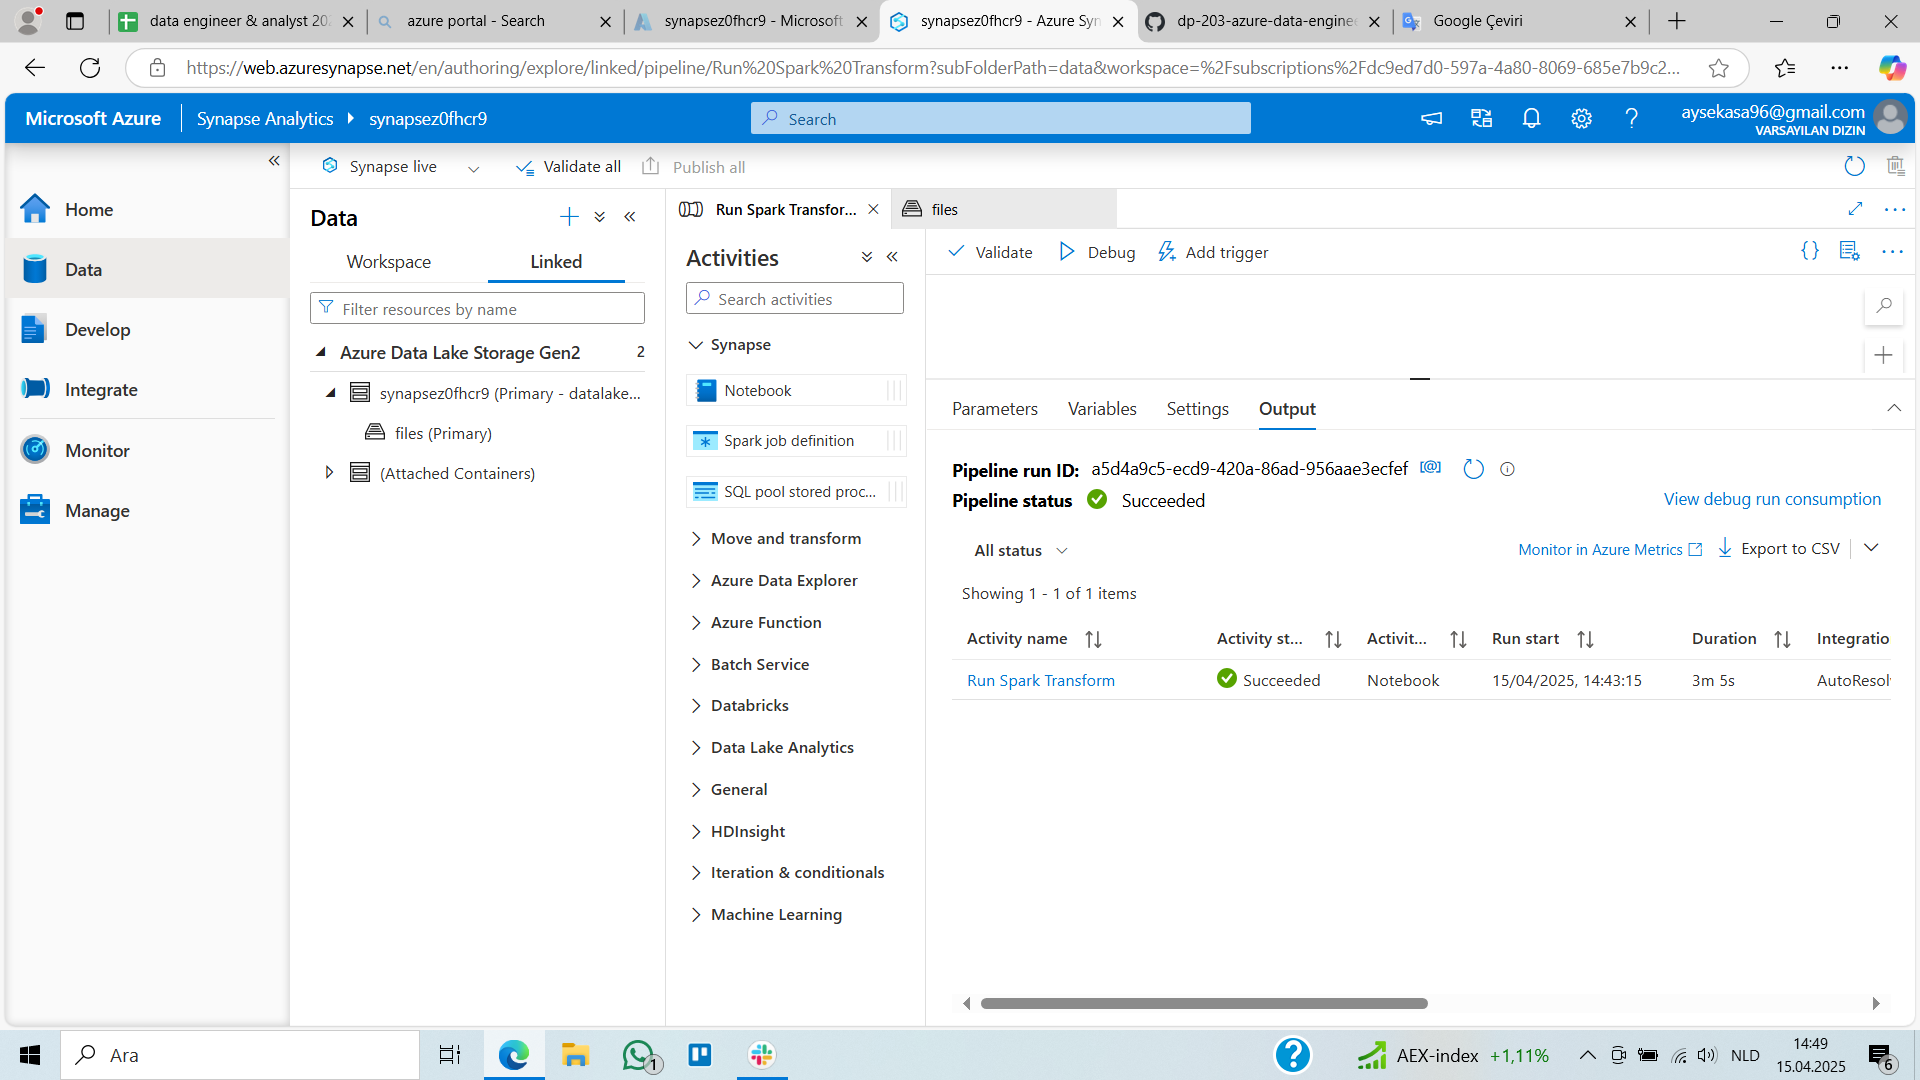 data engineer & analyst 202
azure portal - Search
synapsez0fhcr9 - Microsoft
synapsez0fhcr9 - Azure Syn
dp-203-azure-data-enginee
Google Çeviri
https://web.azuresynapse.net/en/authoring/explore/linked/pipeline/Run%20Spark%20Transform?subFolderPath=data&workspace=%2Fsubscriptions%2Fdc9ed7d0-597a-4a80-8069-685e7b9c2...
Microsoft Azure
Synapse Analytics
synapsez0fhcr9
Search
aysekasa96@gmail.com
VARSAYILAN DIZIN
Home
Data
Develop
Integrate
Monitor
Manage
Synapse live
Validate all
Publish all
Data
Workspace
Linked
Filter resources by name
Azure Data Lake Storage Gen2
2
synapsez0fhcr9 (Primary - datalake...
files (Primary)
(Attached Containers)
Run Spark Transfor...
files
Activities
Search activities
Synapse
Notebook
Spark job definition
SQL pool stored proc...
Move and transform
Azure Data Explorer
Azure Function
Batch Service
Databricks
Data Lake Analytics
General
HDInsight
Iteration & conditionals
Machine Learning
Validate
Debug
Add trigger
Parameters
Variables
Settings
Output
Pipeline run ID: a5d4a9c5-ecd9-420a-86ad-956aae3ecfef
Pipeline status Succeeded
View debug run consumption
All status
Monitor in Azure Metrics
Export to CSV
Showing 1 - 1 of 1 items
Activity name
Activity st...
Activit...
Run start
Duration
Integratio
Run Spark Transform
Succeeded
Notebook
15/04/2025, 14:43:15
3m 5s
AutoResol
Ara
1
AEX-index +1,11%
NLD
14:49
15.04.2025
6